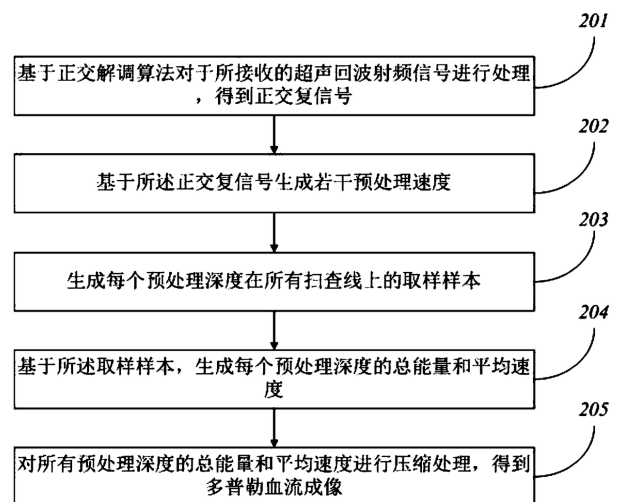 201
基于正交解调算法对于所接收的超声回波射频信号进行处理
，得到正交复信号
202
基于所述正交复信号生成若干预处理速度
203
生成每个预处理深度在所有扫查线上的取样样本
204
基于所述取样样本，生成每个预处理深度的总能量和平均速
度
205
对所有预处理深度的总能量和平均速度进行压缩处理，得到
多普勒血流成像